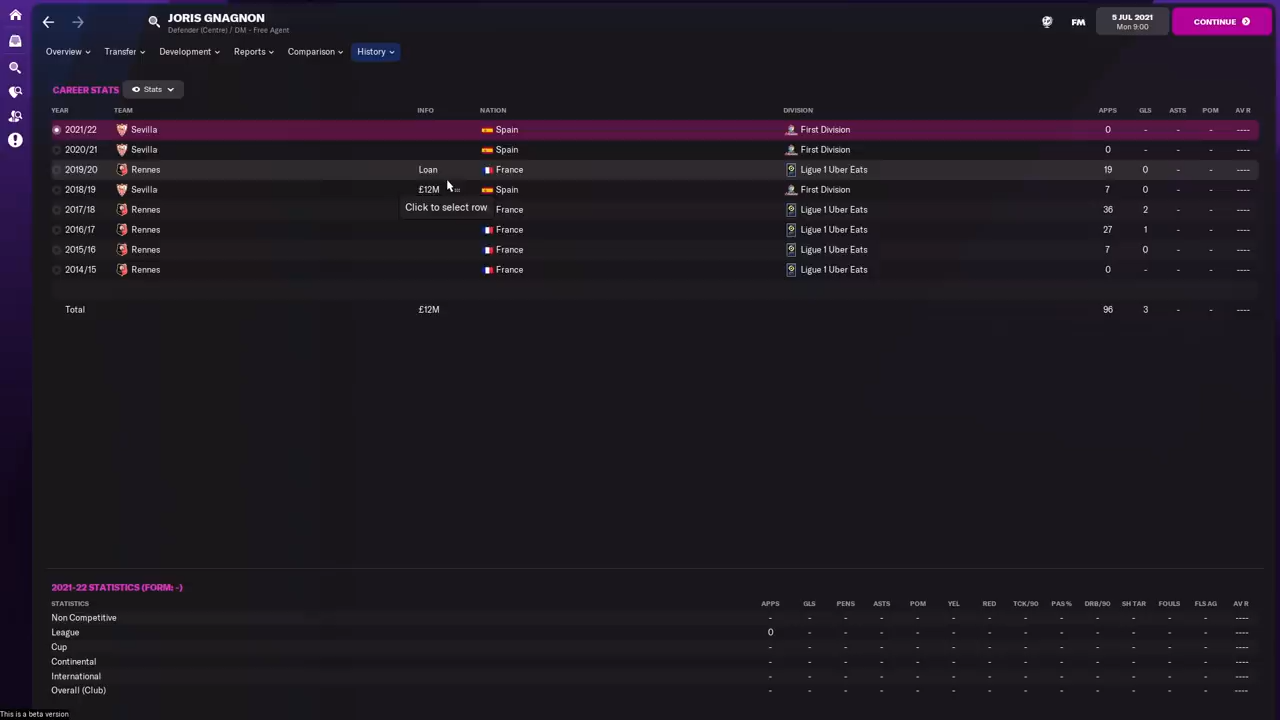 JORIS GNAGNON
Defender (Centre) / DM - Free Agent
FM
5 JUL 2021
Mon 9:00
CONTINUE
Overview Transfer Development Reports Comparison History
CAREER STATS Stats
YEAR TEAM INFO NATION DIVISION APPS GLS ASTS POM AV R
2021/22 Sevilla Spain First Division 0 - - - ----
2020/21 Sevilla Spain First Division 0 - - - ----
2019/20 Rennes Loan France Ligue 1 Uber Eats 19 0 - - ----
2018/19 Sevilla £12M Spain First Division 7 0 - - ----
Click to select row
2017/18 Rennes France Ligue 1 Uber Eats 36 2 - - ----
2016/17 Rennes France Ligue 1 Uber Eats 27 1 - - ----
2015/16 Rennes France Ligue 1 Uber Eats 7 0 - - ----
2014/15 Rennes France Ligue 1 Uber Eats 0 - - - ----
Total £12M 96 3 - - ----
2021-22 STATISTICS (FORM: -)
STATISTICS APPS GLS PENS ASTS POM YEL RED TCK/90 PAS % DRB/90 SH TAR FOULS FLS AG AV R
Non Competitive - - - - - - - - - - - - - ----
League 0 - - - - - - - - - - - - ----
Cup - - - - - - - - - - - - - ----
Continental - - - - - - - - - - - - - ----
International - - - - - - - - - - - - - ----
Overall (Club) - - - - - - - - - - - - - ----
This is a beta version